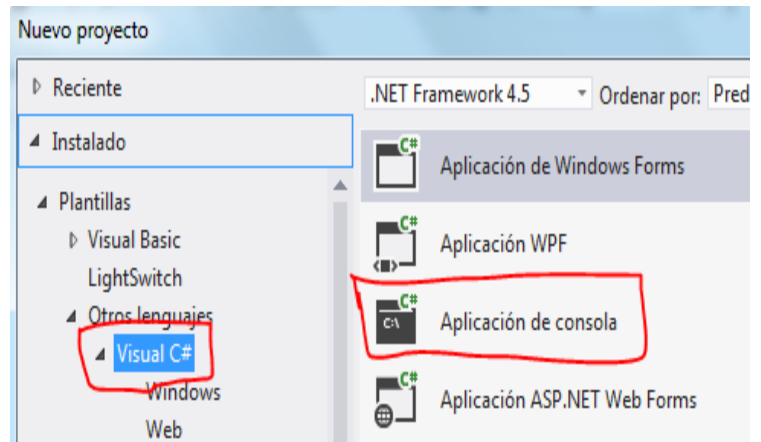 Nuevo proyecto
Reciente
Instalado
Plantillas
Visual Basic
LightSwitch
Otros lenguajes
Visual C#
Windows
Web
.NET Framework 4.5
Ordenar por: Pred
C#
Aplicación de Windows Forms
C#
Aplicación WPF
C#
C:\
Aplicación de consola
C#
Aplicación ASP.NET Web Forms